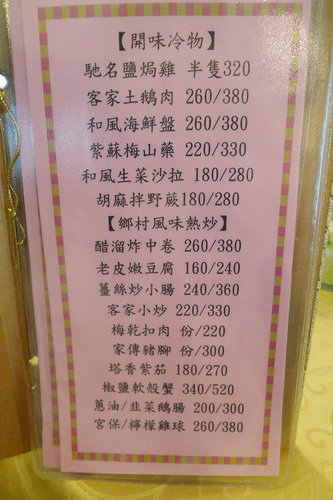 【開味冷物】
馳名鹽焗雞 半隻320
客家土鵝肉 260/380
和風海鮮盤 260/380
紫蘇梅山藥 220/330
和風生菜沙拉 180/280
胡麻拌野蕨180/280
【鄉村風味熱炒】
醋溜炸中卷 260/380
老皮嫩豆腐 160/240
薑絲炒小腸 240/360
客家小炒 220/330
梅乾扣肉 份/220
家傳豬腳 份/300
塔香紫茄 180/270
椒鹽軟殼蟹 340/520
蔥油/韭菜鵝腸 200/300
宮保/檸檬雞球 260/380